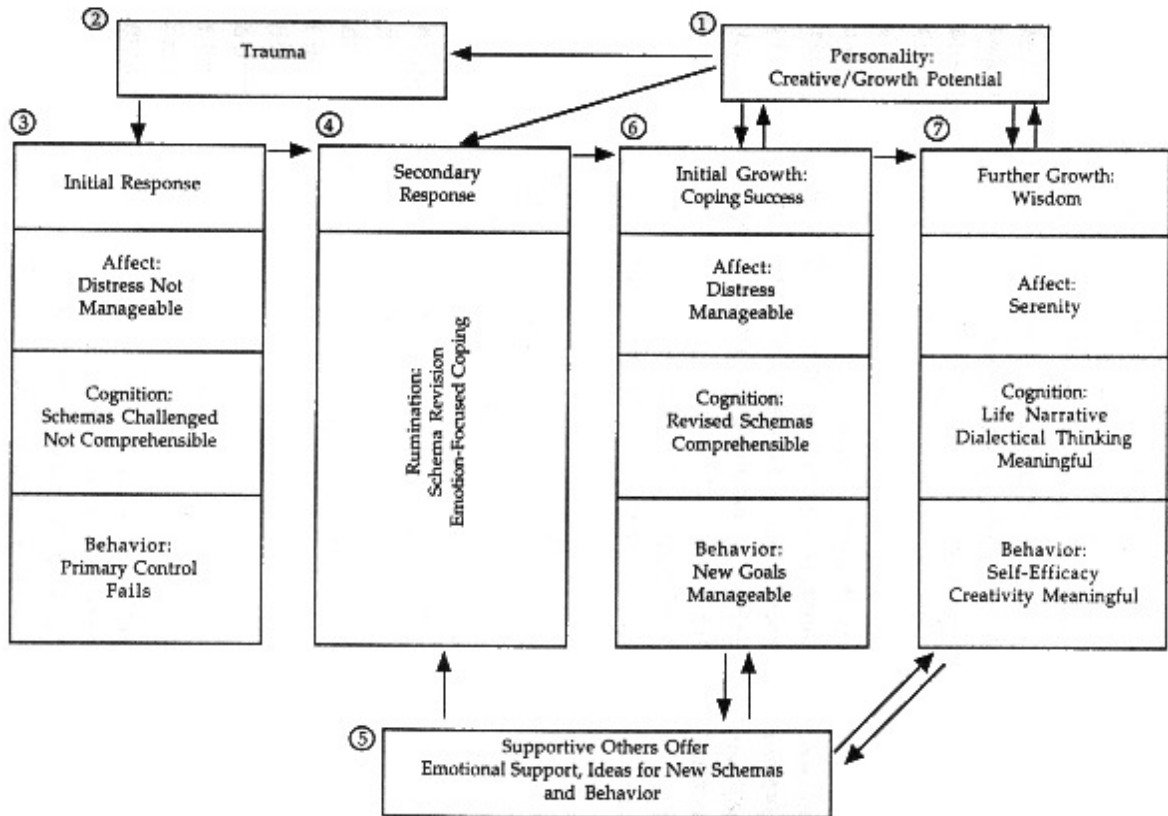 ②
Trauma
①
Personality:
Creative/Growth Potential
③
Initial Response
Affect:
Distress Not
Manageable
Cognition:
Schemas Challenged
Not Comprehensible
Behavior:
Primary Control
Fails
④
Secondary
Response
Rumination:
Schema Revision
Emotion-Focused Coping
⑥
Initial Growth:
Coping Success
Affect:
Distress
Manageable
Cognition:
Revised Schemas
Comprehensible
Behavior:
New Goals
Manageable
⑦
Further Growth:
Wisdom
Affect:
Serenity
Cognition:
Life Narrative
Dialectical Thinking
Meaningful
Behavior:
Self-Efficacy
Creativity Meaningful
⑤
Supportive Others Offer
Emotional Support, Ideas for New Schemas
and Behavior